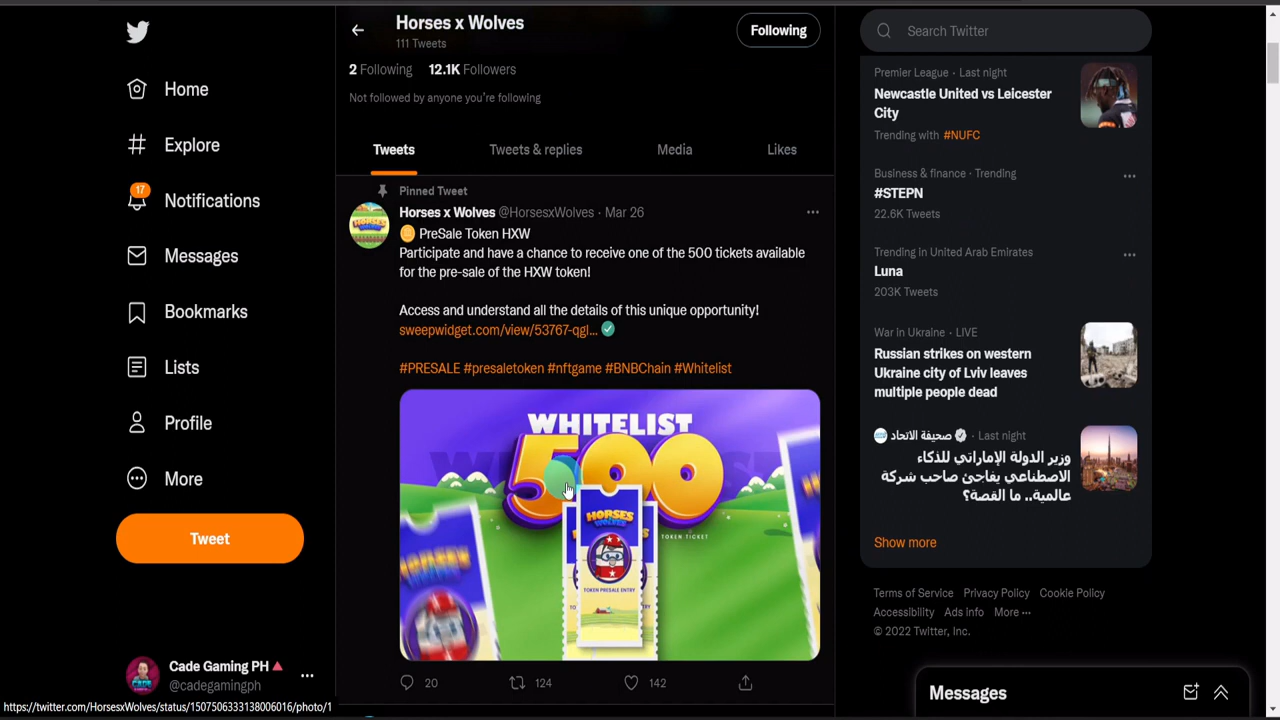 Home
Explore
17
Notifications
Messages
Bookmarks
Lists
Profile
More
Tweet
Cade Gaming PH
@cadegamingph
https://twitter.com/HorsesxWolves/status/1507506333138006016/photo/1
Horses x Wolves
111 Tweets
Following
2 Following 12.1K Followers
Not followed by anyone you're following
Tweets Tweets & replies Media Likes
Pinned Tweet
Horses x Wolves @HorsesxWolves · Mar 26
PreSale Token HXW
Participate and have a chance to receive one of the 500 tickets available
for the pre-sale of the HXW token!
Access and understand all the details of this unique opportunity!
sweepwidget.com/view/53767-qgl...
#PRESALE #presaletoken #nftgame #BNBChain #Whitelist
WHITELIST
500
TOKEN TICKET
HORSES
WOLVES
TOKEN PRESALE ENTRY
20 124 142
Search Twitter
Premier League · Last night
Newcastle United vs Leicester
City
Trending with #NUFC
Business & finance · Trending
#STEPN
22.6K Tweets
Trending in United Arab Emirates
Luna
203K Tweets
War in Ukraine · LIVE
Russian strikes on western
Ukraine city of Lviv leaves
multiple people dead
صحيفة الاتحاد · Last night
وزير الدولة الإماراتي للذكاء
الاصطناعي يفاجئ صاحب شركة
عالمية.. ما القصة؟
Show more
Terms of Service Privacy Policy Cookie Policy
Accessibility Ads info More ···
© 2022 Twitter, Inc.
Messages